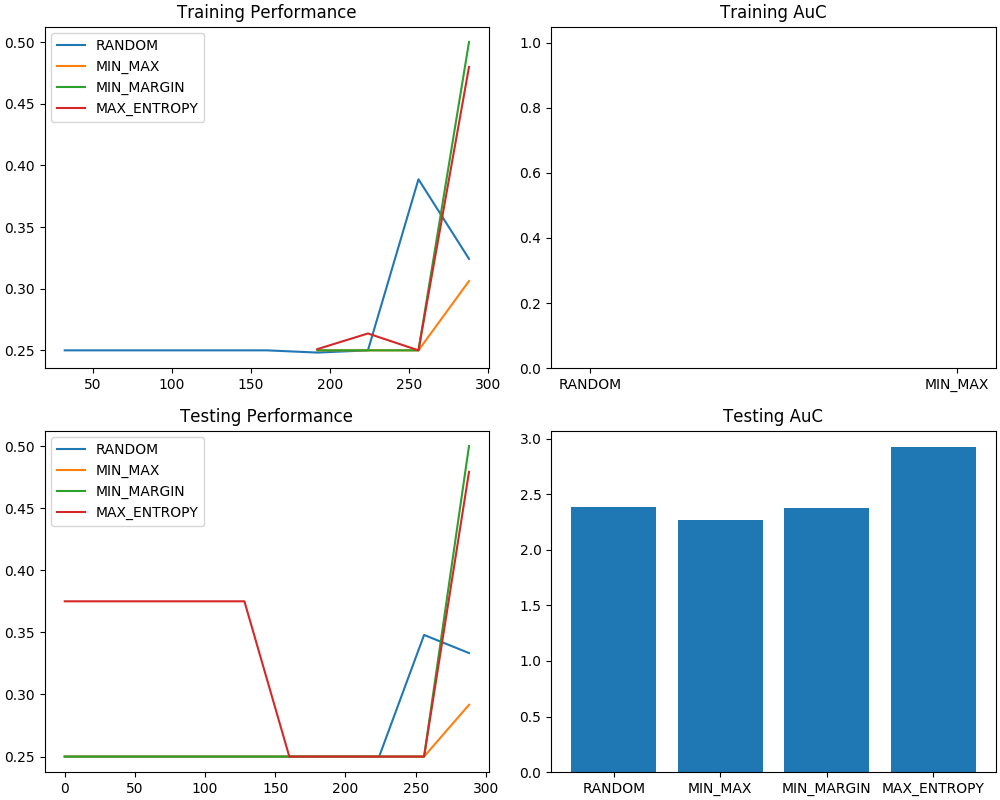 Training Performance
0.50
0.45
0.40
0.35
0.30
0.25
RANDOM
MIN_MAX
MIN_MARGIN
MAX_ENTROPY
50 100 150 200 250 300
Training AuC
1.0
0.8
0.6
0.4
0.2
0.0
RANDOM MIN_MAX
Testing Performance
0.50
0.45
0.40
0.35
0.30
0.25
RANDOM
MIN_MAX
MIN_MARGIN
MAX_ENTROPY
0 50 100 150 200 250 300
Testing AuC
3.0
2.5
2.0
1.5
1.0
0.5
0.0
RANDOM MIN_MAX MIN_MARGIN MAX_ENTROPY